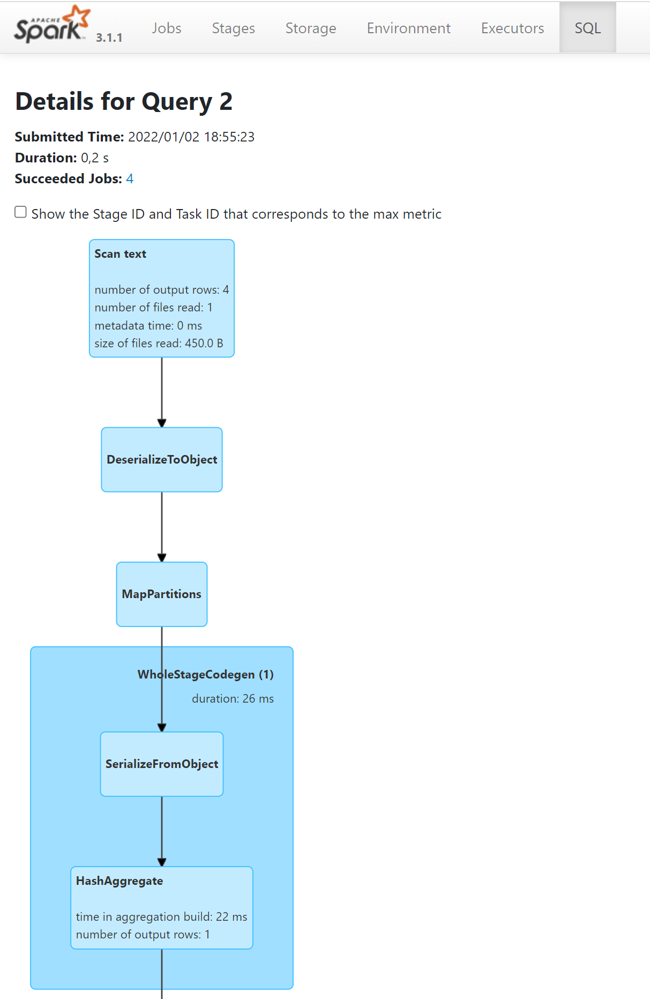 APACHE
Spark™ 3.1.1 Jobs Stages Storage Environment Executors SQL
Details for Query 2
Submitted Time: 2022/01/02 18:55:23
Duration: 0,2 s
Succeeded Jobs: 4
Show the Stage ID and Task ID that corresponds to the max metric
Scan text
number of output rows: 4
number of files read: 1
metadata time: 0 ms
size of files read: 450.0 B
DeserializeToObject
MapPartitions
WholeStageCodegen (1)
duration: 26 ms
SerializeFromObject
HashAggregate
time in aggregation build: 22 ms
number of output rows: 1